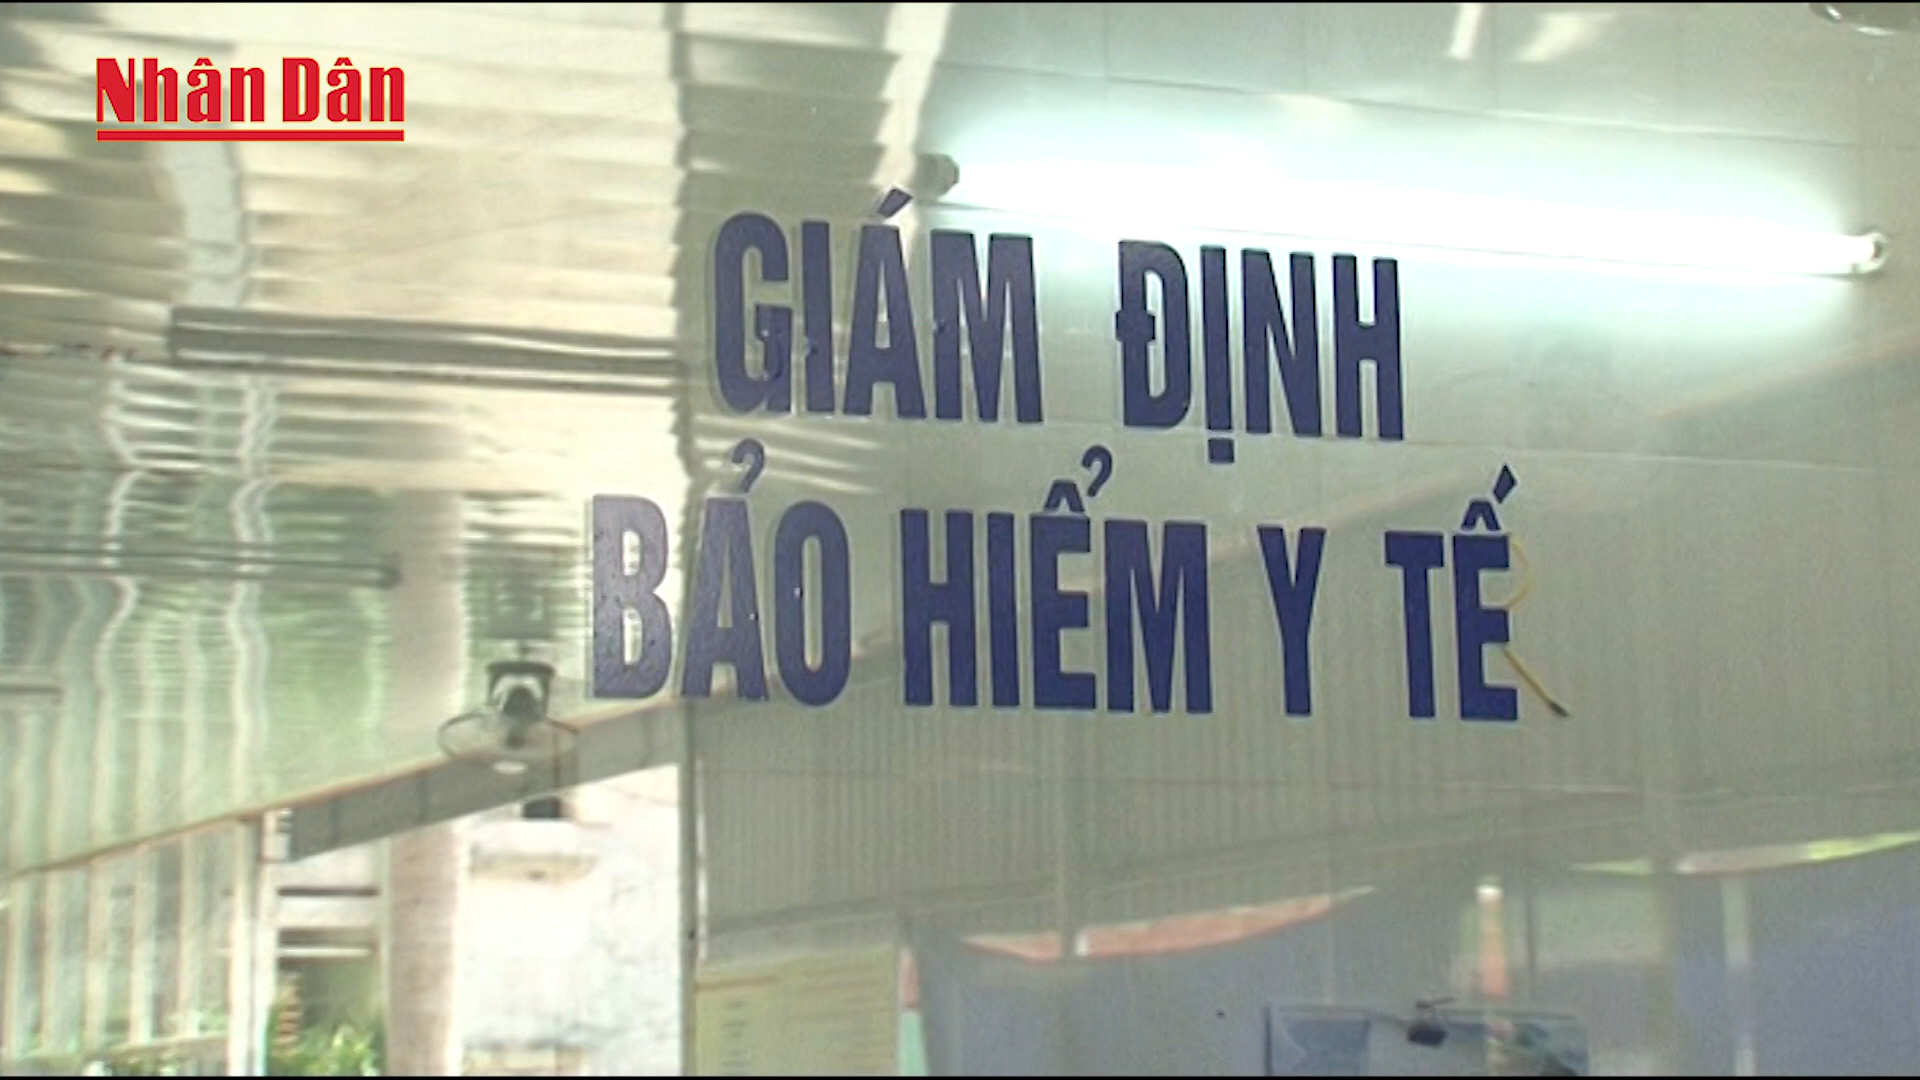 Nhân Dân
GIÁM ĐỊNH
BẢO HIỂM Y TẾ